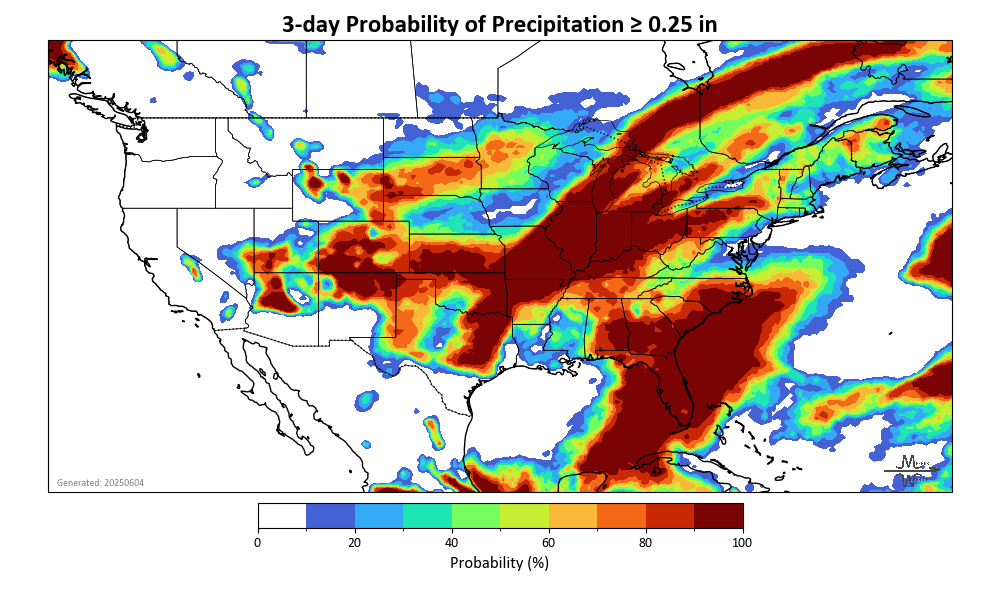 3-day Probability of Precipitation ≥ 0.25 in
Generated: 20250604
0 20 40 60 80 100
Probability (%)